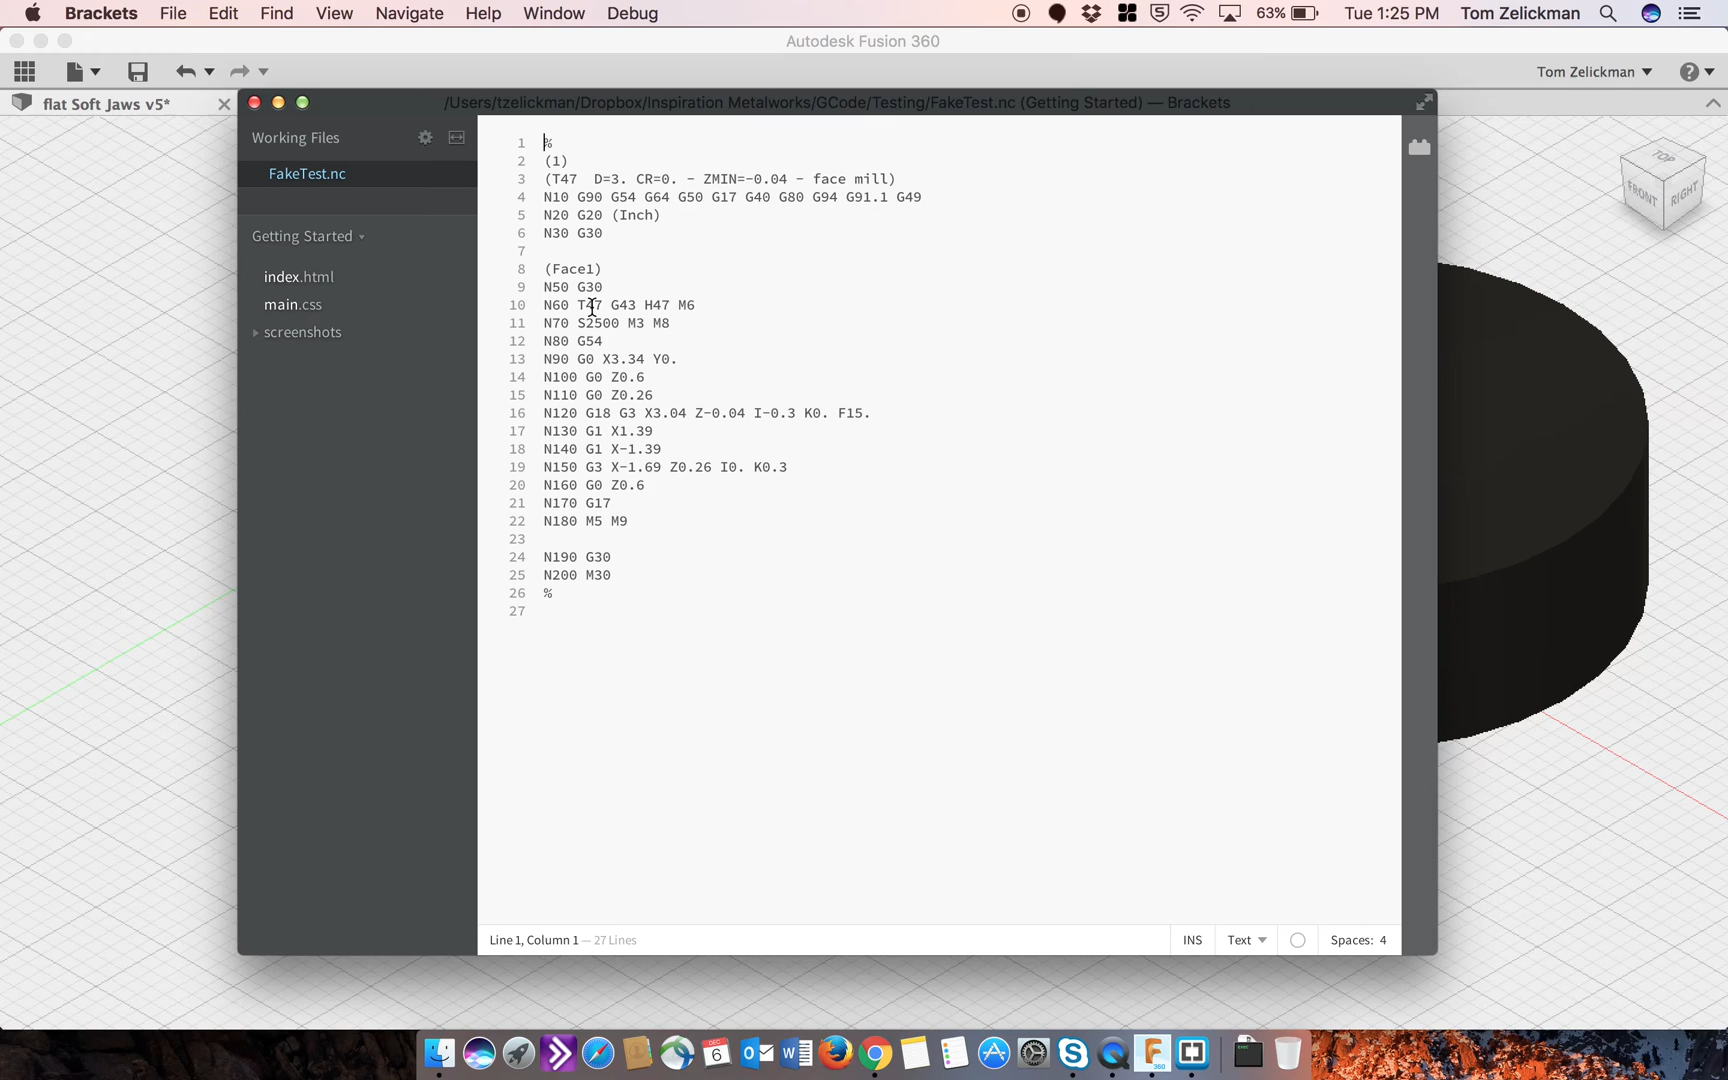 Brackets File Edit Find View Navigate Help Window Debug 63% Tue 1:25 PM Tom Zelickman
Autodesk Fusion 360
Tom Zelickman
flat Soft Jaws v5*
/Users/tzelickman/Dropbox/Inspiration Metalworks/GCode/Testing/FakeTest.nc (Getting Started) — Brackets
Working Files
FakeTest.nc
Getting Started
index.html
main.css
screenshots
1 %
2 (1)
3 (T47  D=3. CR=0. - ZMIN=-0.04 - face mill)
4 N10 G90 G54 G64 G50 G17 G40 G80 G94 G91.1 G49
5 N20 G20 (Inch)
6 N30 G30
7
8 (Face1)
9 N50 G30
10 N60 T47 G43 H47 M6
11 N70 S2500 M3 M8
12 N80 G54
13 N90 G0 X3.34 Y0.
14 N100 G0 Z0.6
15 N110 G0 Z0.26
16 N120 G18 G3 X3.04 Z-0.04 I-0.3 K0. F15.
17 N130 G1 X1.39
18 N140 G1 X-1.39
19 N150 G3 X-1.69 Z0.26 I0. K0.3
20 N160 G0 Z0.6
21 N170 G17
22 N180 M5 M9
23
24 N190 G30
25 N200 M30
26 %
27
TOP
FRONT
RIGHT
Line 1, Column 1 — 27 Lines INS Text Spaces: 4
DEC
6
F
360